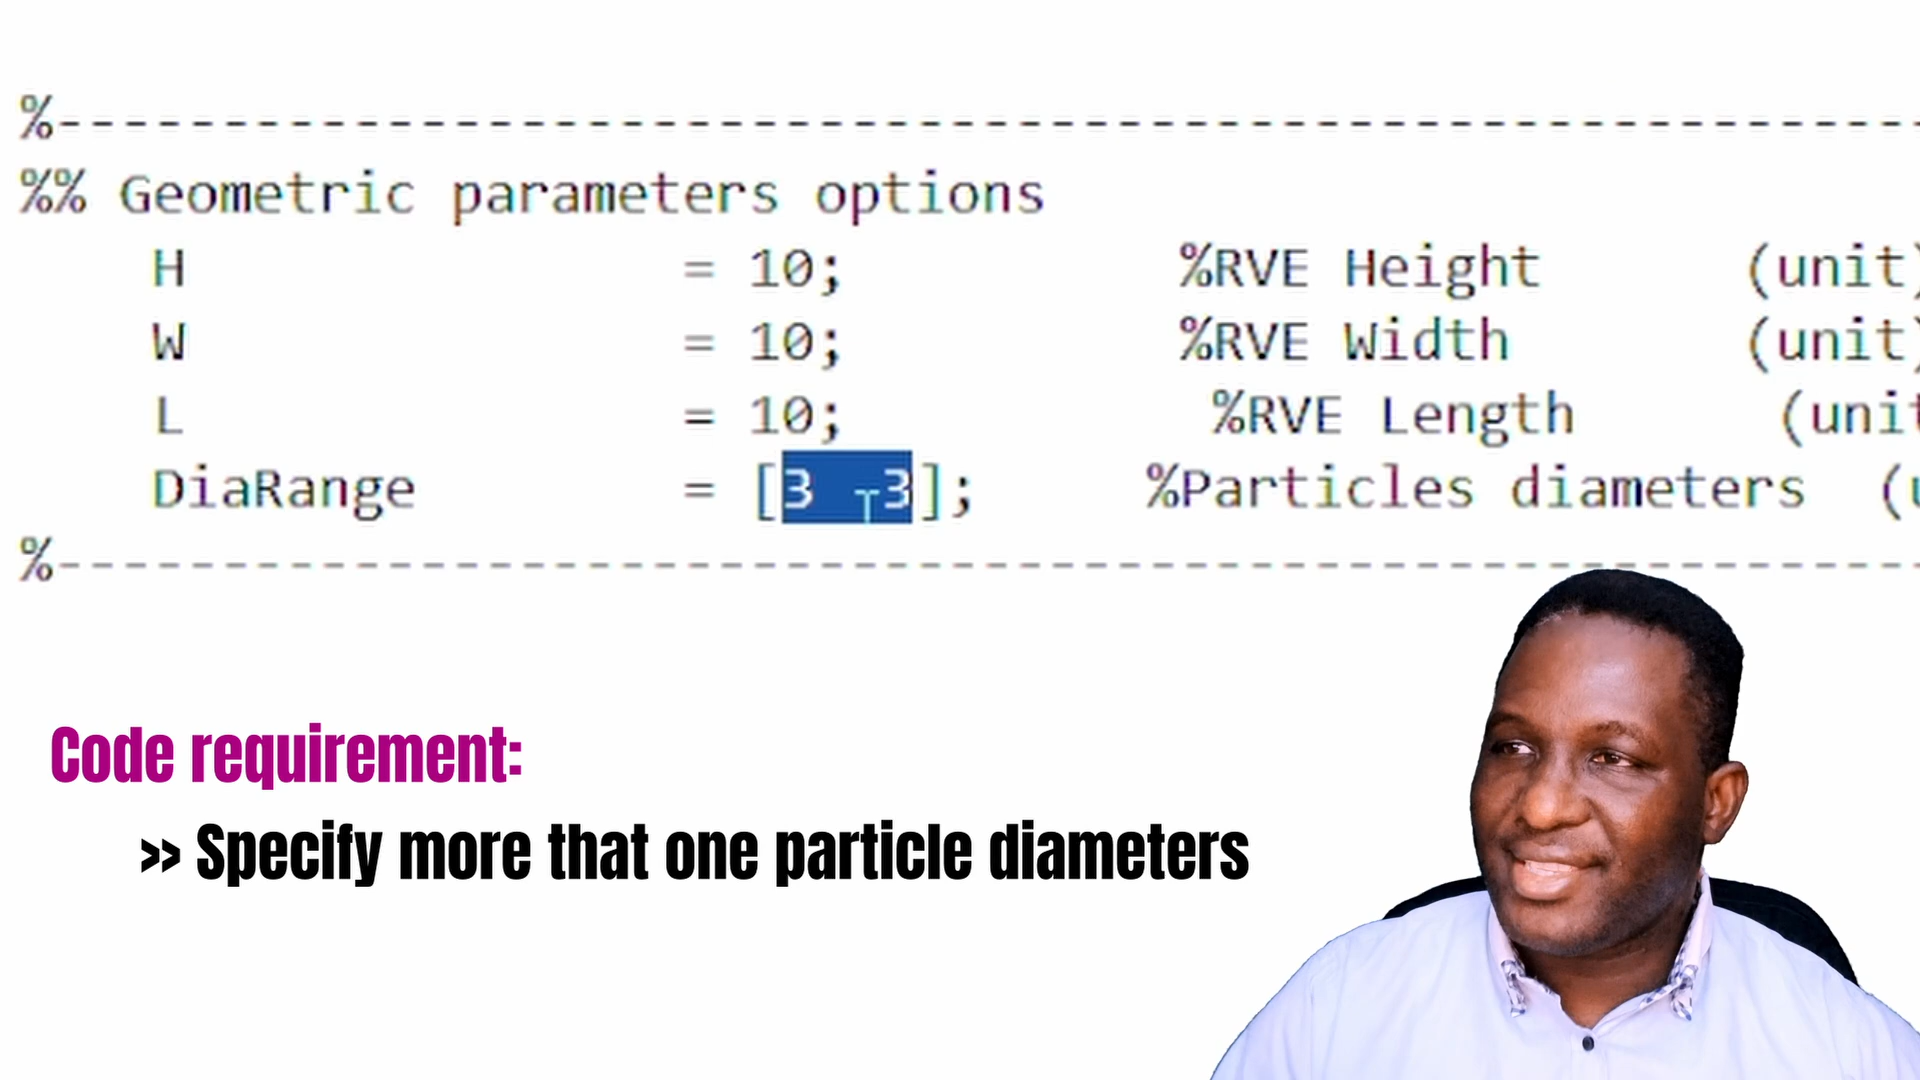 %--------------------------------------------------------
%% Geometric parameters options
H = 10; %RVE Height (unit)
W = 10; %RVE Width (unit)
L = 10; %RVE Length (unit
DiaRange = [3 3]; %Particles diameters (u
%--------------------------------------------------------
Code requirement:
>> Specify more that one particle diameters